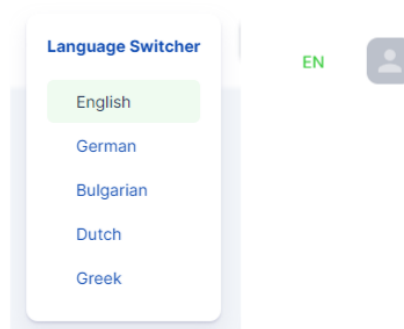 Language Switcher
EN
English
German
Bulgarian
Dutch
Greek